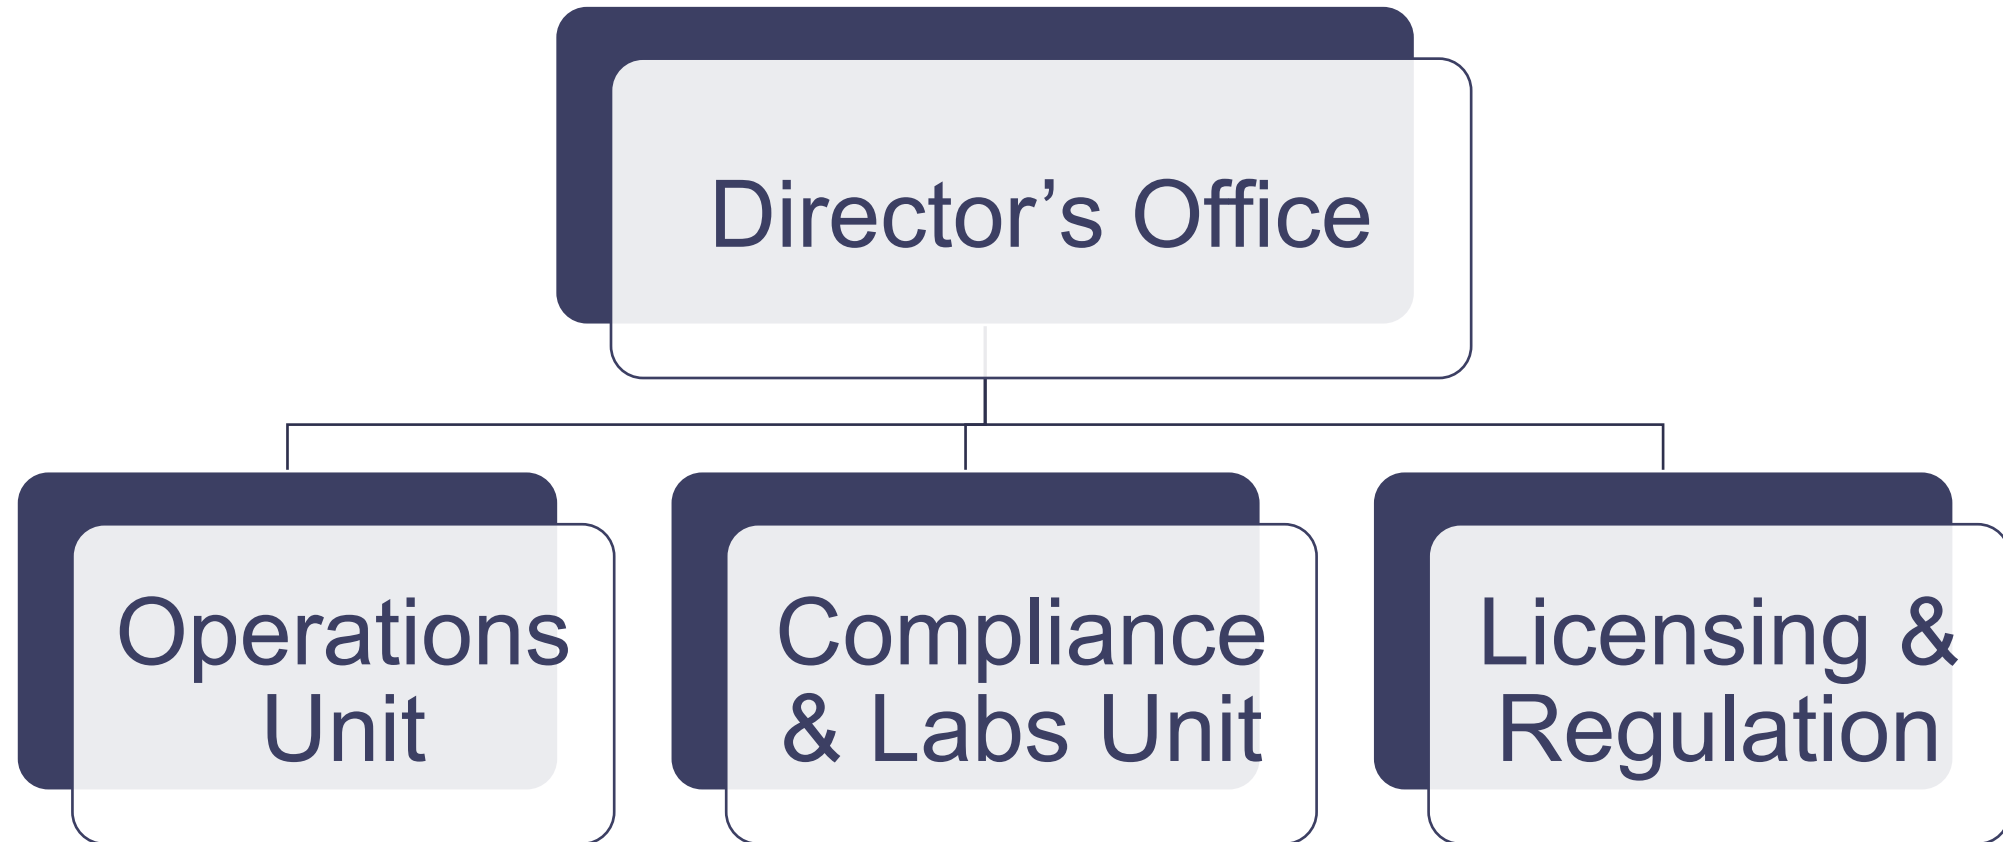 Director’s Office
Operations
Unit
Compliance
& Labs Unit
Licensing &
Regulation